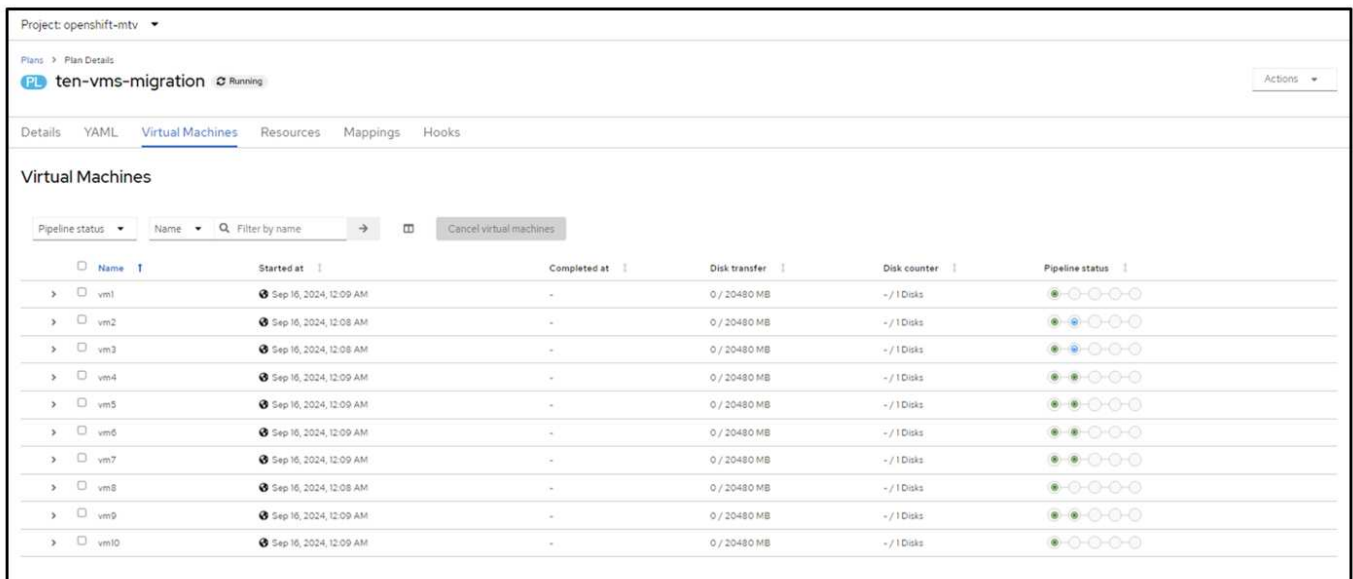 Project: openshift-mtv
Plans > Plan Details
PL ten-vms-migration Running
Actions
Details YAML Virtual Machines Resources Mappings Hooks
Virtual Machines
Pipeline status Name Filter by name Cancel virtual machines
Name Started at Completed at Disk transfer Disk counter Pipeline status
vm1 Sep 16, 2024, 12:09 AM - 0 / 20480 MB - / 1 Disks
vm2 Sep 16, 2024, 12:08 AM - 0 / 20480 MB - / 1 Disks
vm3 Sep 16, 2024, 12:08 AM - 0 / 20480 MB - / 1 Disks
vm4 Sep 16, 2024, 12:09 AM - 0 / 20480 MB - / 1 Disks
vm5 Sep 16, 2024, 12:09 AM - 0 / 20480 MB - / 1 Disks
vm6 Sep 16, 2024, 12:09 AM - 0 / 20480 MB - / 1 Disks
vm7 Sep 16, 2024, 12:09 AM - 0 / 20480 MB - / 1 Disks
vm8 Sep 16, 2024, 12:08 AM - 0 / 20480 MB - / 1 Disks
vm9 Sep 16, 2024, 12:09 AM - 0 / 20480 MB - / 1 Disks
vm10 Sep 16, 2024, 12:09 AM - 0 / 20480 MB - / 1 Disks